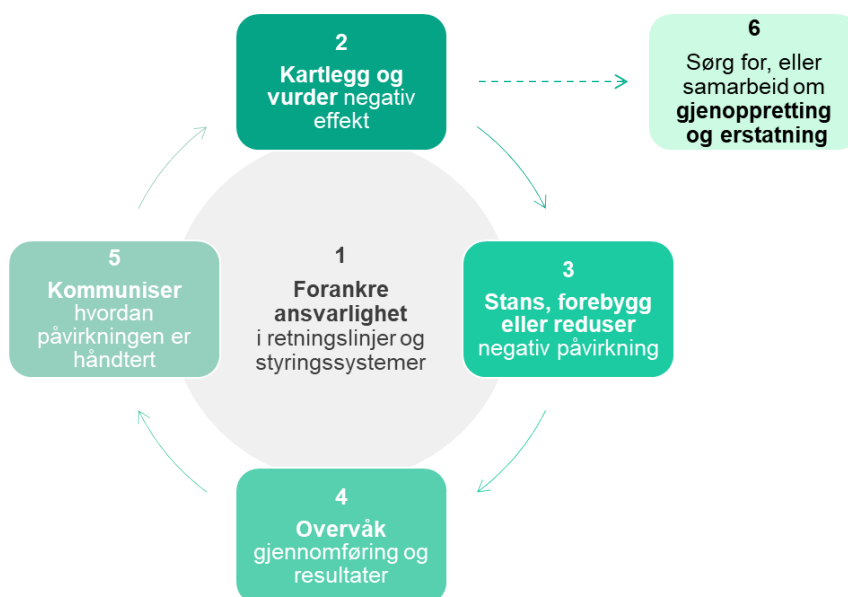 1
Forankre
ansvarlighet
i retningslinjer og
styringssystemer
2
Kartlegg og
vurder negativ
effekt
3
Stans, forebygg
eller reduser
negativ påvirkning
4
Overvåk
gjennomføring og
resultater
5
Kommuniser
hvordan
påvirkningen er
håndtert
6
Sørg for, eller
samarbeid om
gjenoppretting
og erstatning